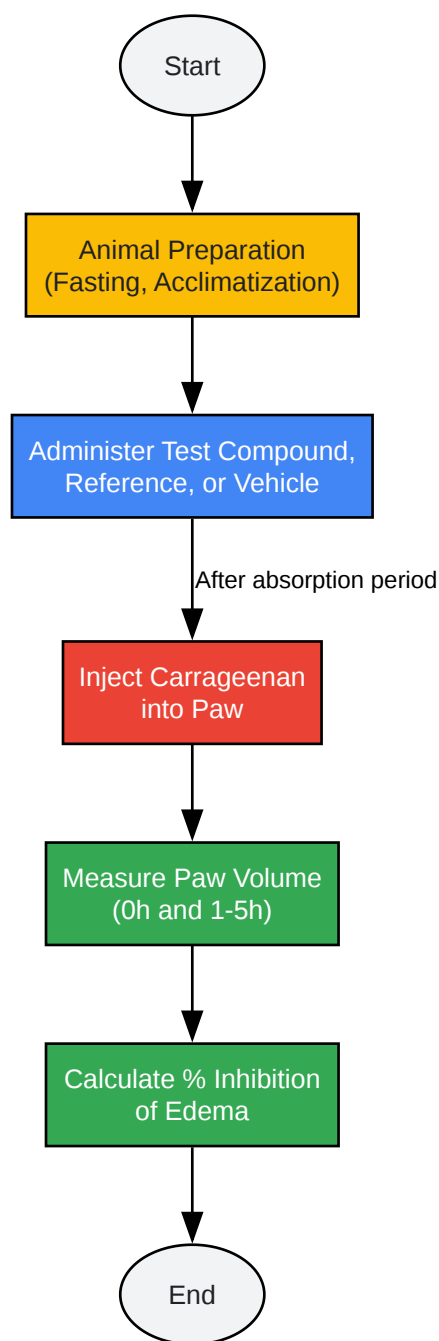 Start
Animal Preparation
(Fasting, Acclimatization)
Administer Test Compound,
Reference, or Vehicle
After absorption period
Inject Carrageenan
into Paw
Measure Paw Volume
(0h and 1-5h)
Calculate % Inhibition
of Edema
End